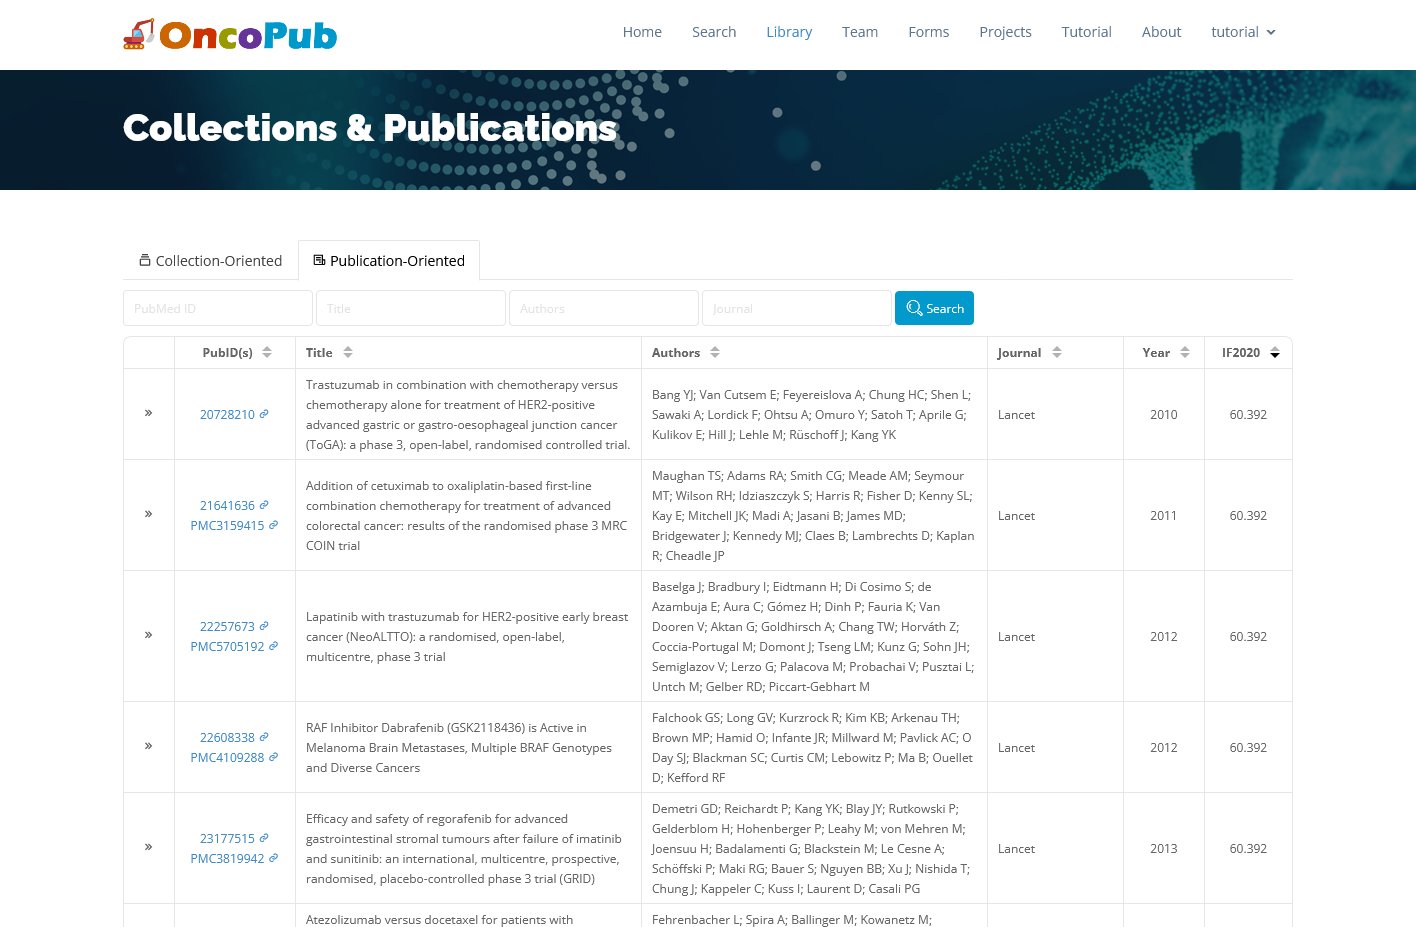 OncoPub
Home Search Library Team Forms Projects Tutorial About tutorial
Collections & Publications
Collection-Oriented Publication-Oriented
PubMed ID Title Authors Journal Search
PubID(s) Title Authors Journal Year IF2020
»
20728210
Trastuzumab in combination with chemotherapy versus
chemotherapy alone for treatment of HER2-positive
advanced gastric or gastro-oesophageal junction cancer
(ToGA): a phase 3, open-label, randomised controlled trial.
Bang YJ; Van Cutsem E; Feyereislova A; Chung HC; Shen L;
Sawaki A; Lordick F; Ohtsu A; Omuro Y; Satoh T; Aprile G;
Kulikov E; Hill J; Lehle M; Rüschoff J; Kang YK
Lancet
2010
60.392
»
21641636
PMC3159415
Addition of cetuximab to oxaliplatin-based first-line
combination chemotherapy for treatment of advanced
colorectal cancer: results of the randomised phase 3 MRC
COIN trial
Maughan TS; Adams RA; Smith CG; Meade AM; Seymour
MT; Wilson RH; Idziaszczyk S; Harris R; Fisher D; Kenny SL;
Kay E; Mitchell JK; Madi A; Jasani B; James MD;
Bridgewater J; Kennedy MJ; Claes B; Lambrechts D; Kaplan
R; Cheadle JP
Lancet
2011
60.392
»
22257673
PMC5705192
Lapatinib with trastuzumab for HER2-positive early breast
cancer (NeoALTTO): a randomised, open-label,
multicentre, phase 3 trial
Baselga J; Bradbury I; Eidtmann H; Di Cosimo S; de
Azambuja E; Aura C; Gómez H; Dinh P; Fauria K; Van
Dooren V; Aktan G; Goldhirsch A; Chang TW; Horváth Z;
Coccia-Portugal M; Domont J; Tseng LM; Kunz G; Sohn JH;
Semiglazov V; Lerzo G; Palacova M; Probachai V; Pusztai L;
Untch M; Gelber RD; Piccart-Gebhart M
Lancet
2012
60.392
»
22608338
PMC4109288
RAF Inhibitor Dabrafenib (GSK2118436) is Active in
Melanoma Brain Metastases, Multiple BRAF Genotypes
and Diverse Cancers
Falchook GS; Long GV; Kurzrock R; Kim KB; Arkenau TH;
Brown MP; Hamid O; Infante JR; Millward M; Pavlick AC; O
Day SJ; Blackman SC; Curtis CM; Lebowitz P; Ma B; Ouellet
D; Kefford RF
Lancet
2012
60.392
»
23177515
PMC3819942
Efficacy and safety of regorafenib for advanced
gastrointestinal stromal tumours after failure of imatinib
and sunitinib: an international, multicentre, prospective,
randomised, placebo-controlled phase 3 trial (GRID)
Demetri GD; Reichardt P; Kang YK; Blay JY; Rutkowski P;
Gelderblom H; Hohenberger P; Leahy M; von Mehren M;
Joensuu H; Badalamenti G; Blackstein M; Le Cesne A;
Schöffski P; Maki RG; Bauer S; Nguyen BB; Xu J; Nishida T;
Chung J; Kappeler C; Kuss I; Laurent D; Casali PG
Lancet
2013
60.392
Atezolizumab versus docetaxel for patients with
Fehrenbacher L; Spira A; Ballinger M; Kowanetz M;